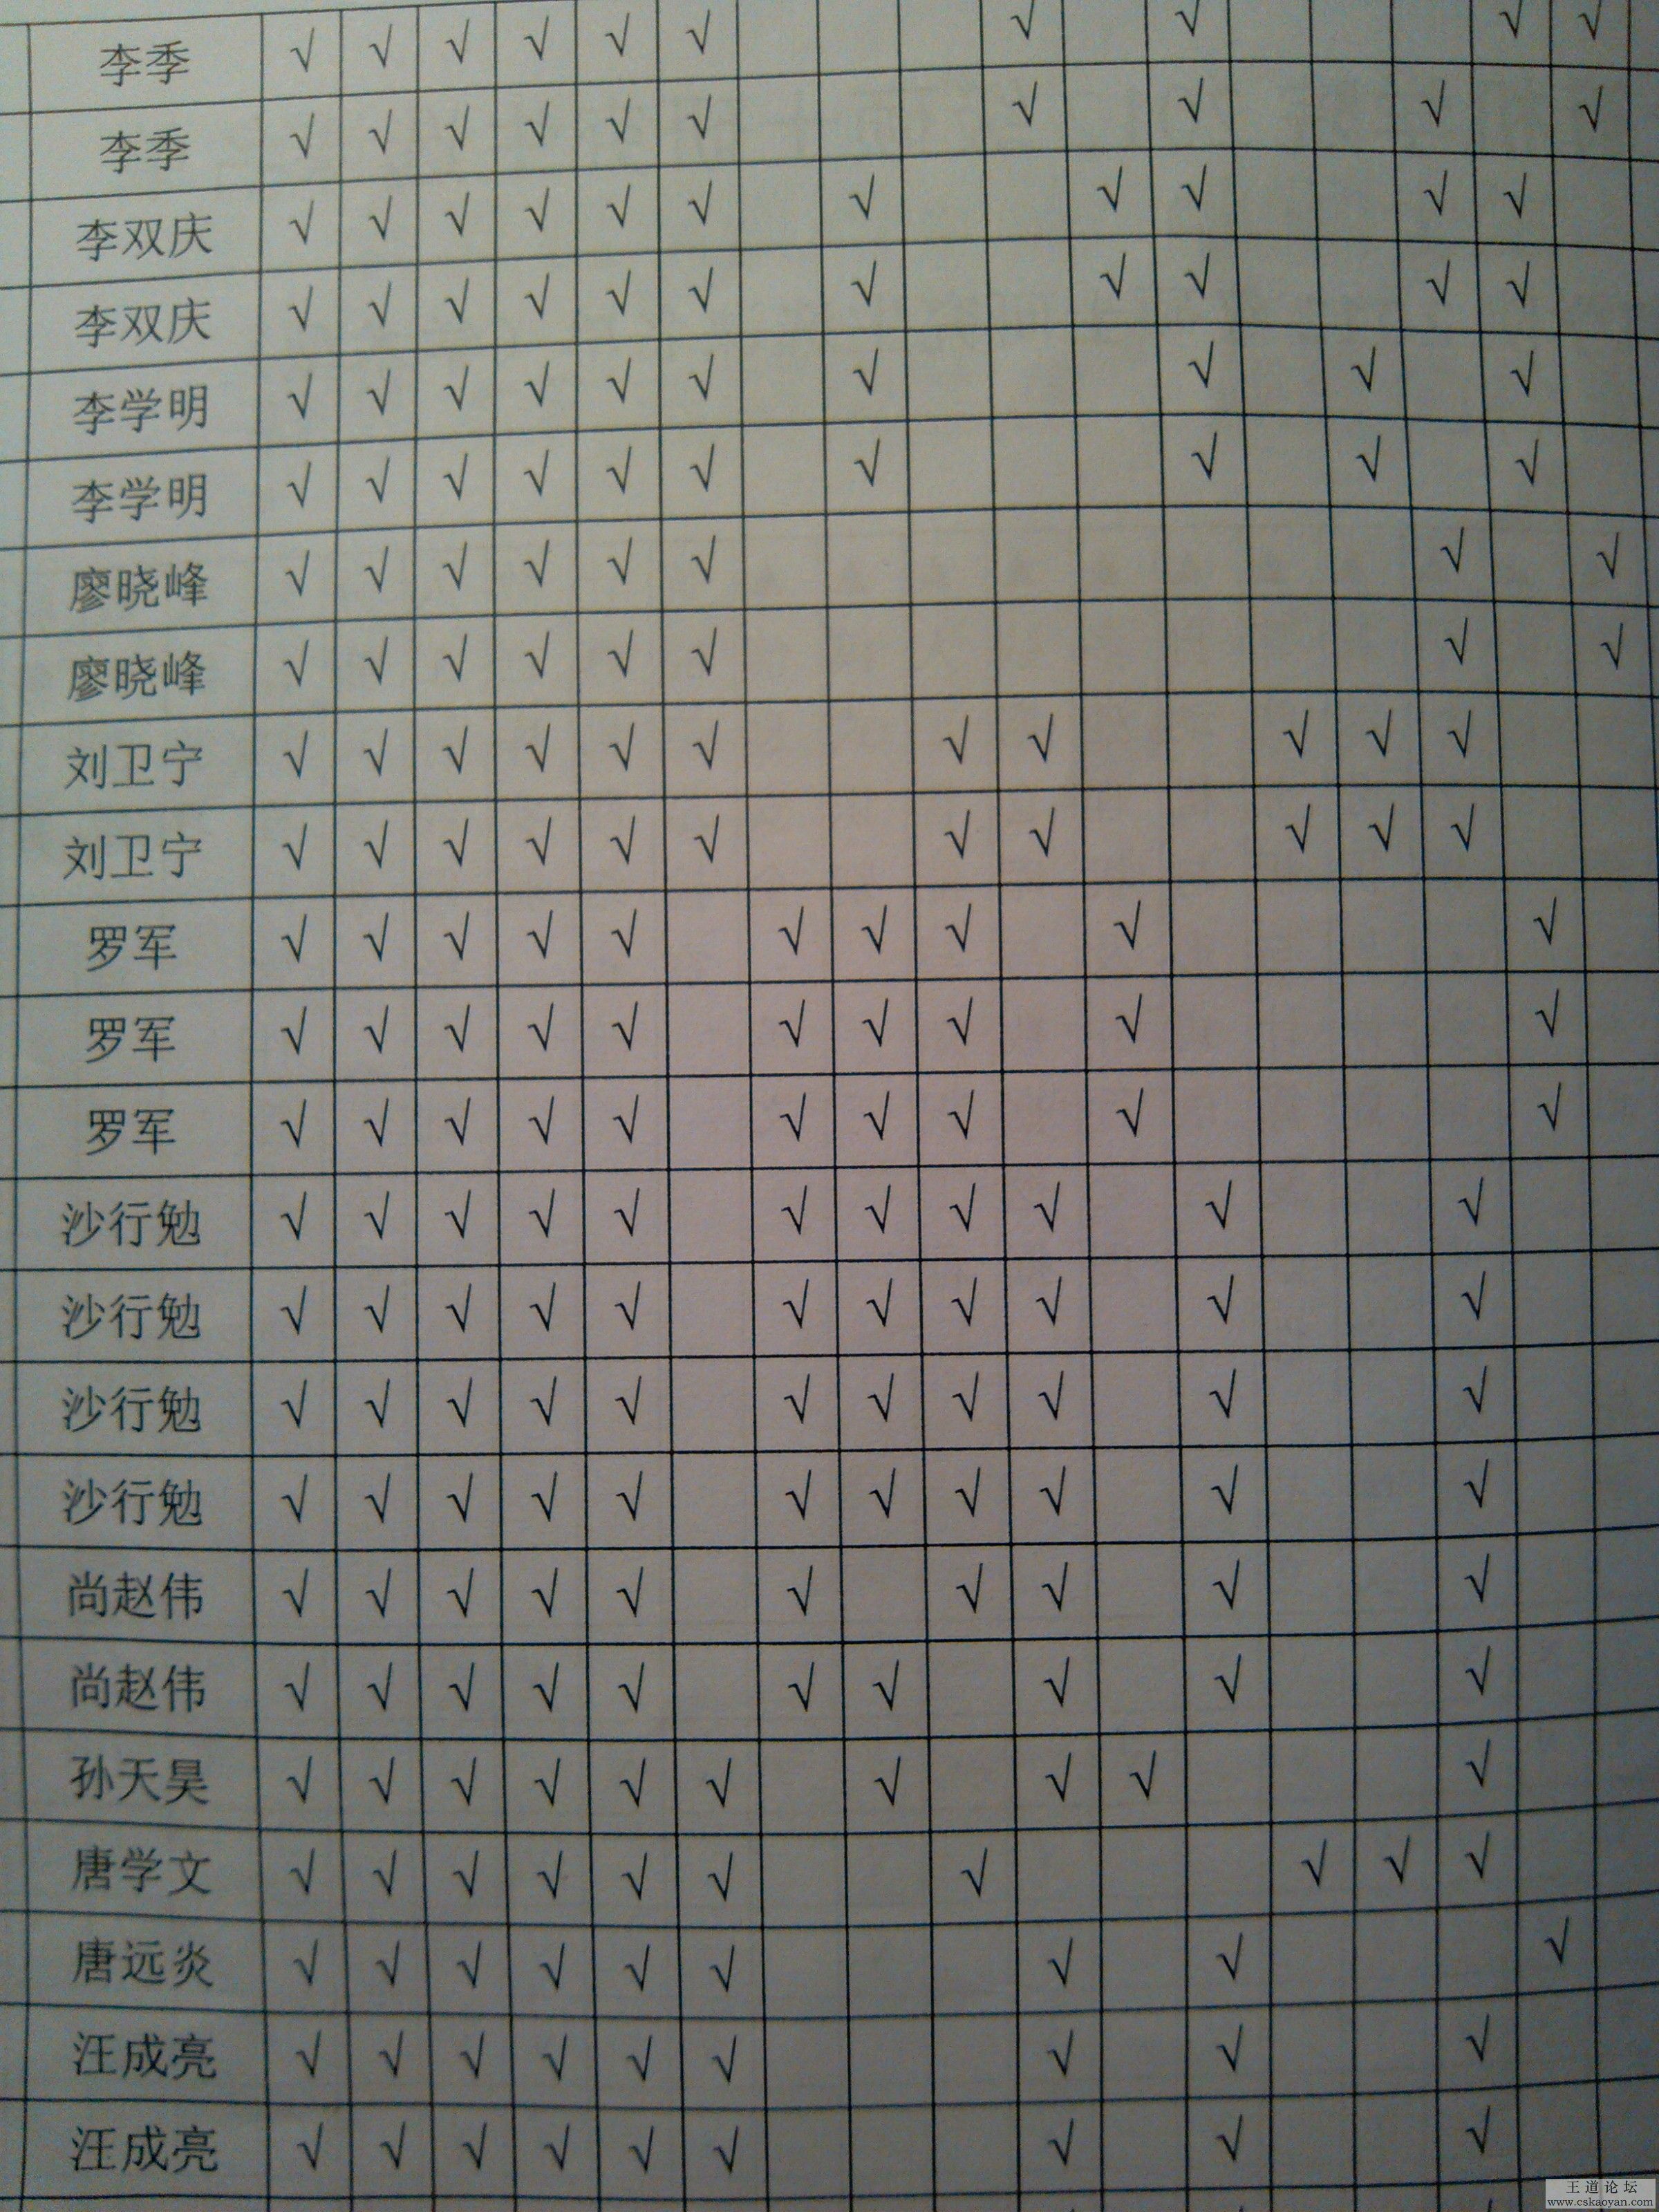 李季 √ √ √ √ √ √ √ √ √ √
李季 √ √ √ √ √ √ √ √ √ √
李双庆 √ √ √ √ √ √ √ √ √ √ √
李双庆 √ √ √ √ √ √ √ √ √ √ √
李学明 √ √ √ √ √ √ √ √ √ √
李学明 √ √ √ √ √ √ √ √ √ √
廖晓峰 √ √ √ √ √ √ √ √
廖晓峰 √ √ √ √ √ √ √ √
刘卫宁 √ √ √ √ √ √ √ √ √ √ √
刘卫宁 √ √ √ √ √ √ √ √ √ √ √
罗军 √ √ √ √ √ √ √ √ √ √
罗军 √ √ √ √ √ √ √ √ √ √
罗军 √ √ √ √ √ √ √ √ √ √
沙行勉 √ √ √ √ √ √ √ √ √ √ √
沙行勉 √ √ √ √ √ √ √ √ √ √ √
沙行勉 √ √ √ √ √ √ √ √ √ √ √
沙行勉 √ √ √ √ √ √ √ √ √ √ √
尚赵伟 √ √ √ √ √ √ √ √ √ √
尚赵伟 √ √ √ √ √ √ √ √ √ √
孙天昊 √ √ √ √ √ √ √ √ √ √
唐学文 √ √ √ √ √ √ √ √ √ √
唐远炎 √ √ √ √ √ √ √ √ √
汪成亮 √ √ √ √ √ √ √ √ √
汪成亮 √ √ √ √ √ √ √ √ √
王道论坛
www.cskaoyan.com